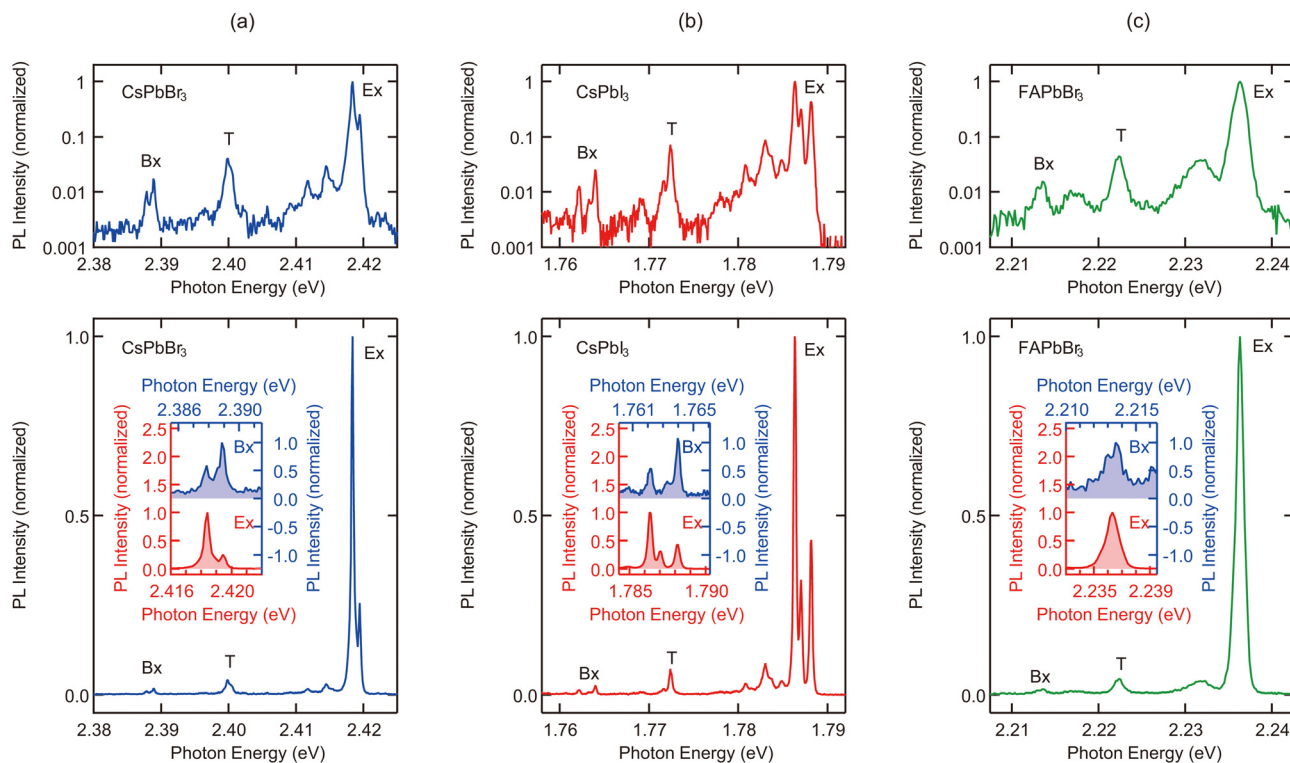 (a)
(b)
(c)
PL Intensity (normalized)
1
0.1
0.01
0.001
CsPbBr3
Bx
T
Ex
2.38 2.39 2.40 2.41 2.42
Photon Energy (eV)
PL Intensity (normalized)
1
0.1
0.01
0.001
CsPbI3
Bx
T
Ex
1.76 1.77 1.78 1.79
Photon Energy (eV)
PL Intensity (normalized)
1
0.1
0.01
0.001
FAPbBr3
Bx
T
Ex
2.21 2.22 2.23 2.24
Photon Energy (eV)
PL Intensity (normalized)
1.0
0.5
0.0
CsPbBr3
Ex
Photon Energy (eV)
2.386 2.390
PL Intensity (normalized)
2.5
2.0
1.5
1.0
0.5
0.0
Bx
Ex
1.0
0.5
0.0
-0.5
-1.0
PL Intensity (normalized)
2.416 2.420
Photon Energy (eV)
Bx
T
2.38 2.39 2.40 2.41 2.42
Photon Energy (eV)
PL Intensity (normalized)
1.0
0.5
0.0
CsPbI3
Ex
Photon Energy (eV)
1.761 1.765
PL Intensity (normalized)
2.5
2.0
1.5
1.0
0.5
0.0
Bx
Ex
1.0
0.5
0.0
-0.5
-1.0
PL Intensity (normalized)
1.785 1.790
Photon Energy (eV)
Bx
T
1.76 1.77 1.78 1.79
Photon Energy (eV)
PL Intensity (normalized)
1.0
0.5
0.0
FAPbBr3
Ex
Photon Energy (eV)
2.210 2.215
PL Intensity (normalized)
2.5
2.0
1.5
1.0
0.5
0.0
Bx
Ex
1.0
0.5
0.0
-0.5
-1.0
PL Intensity (normalized)
2.235 2.239
Photon Energy (eV)
Bx
T
2.21 2.22 2.23 2.24
Photon Energy (eV)